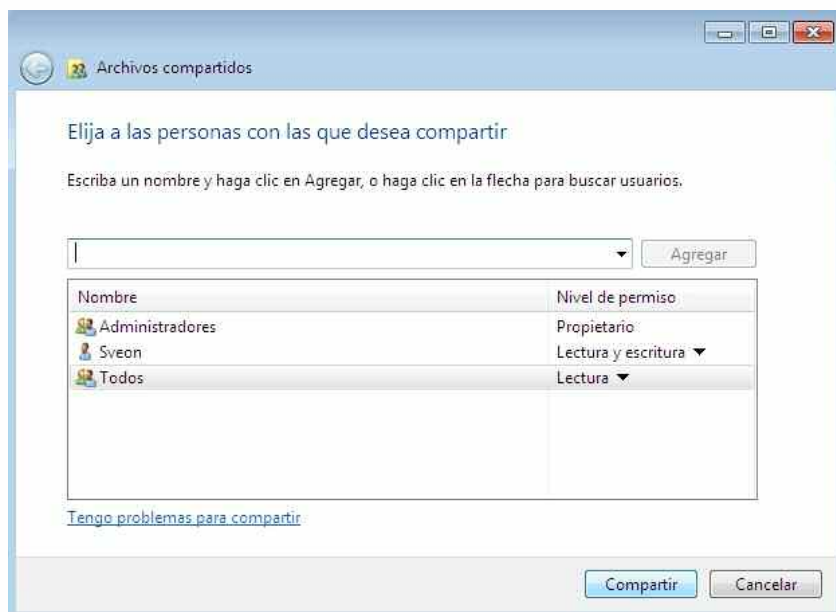 Archivos compartidos
Elija a las personas con las que desea compartir
Escriba un nombre y haga clic en Agregar, o haga clic en la flecha para buscar usuarios.
Agregar
Nombre Nivel de permiso
Administradores Propietario
Sveon Lectura y escritura
Todos Lectura
Tengo problemas para compartir
Compartir Cancelar